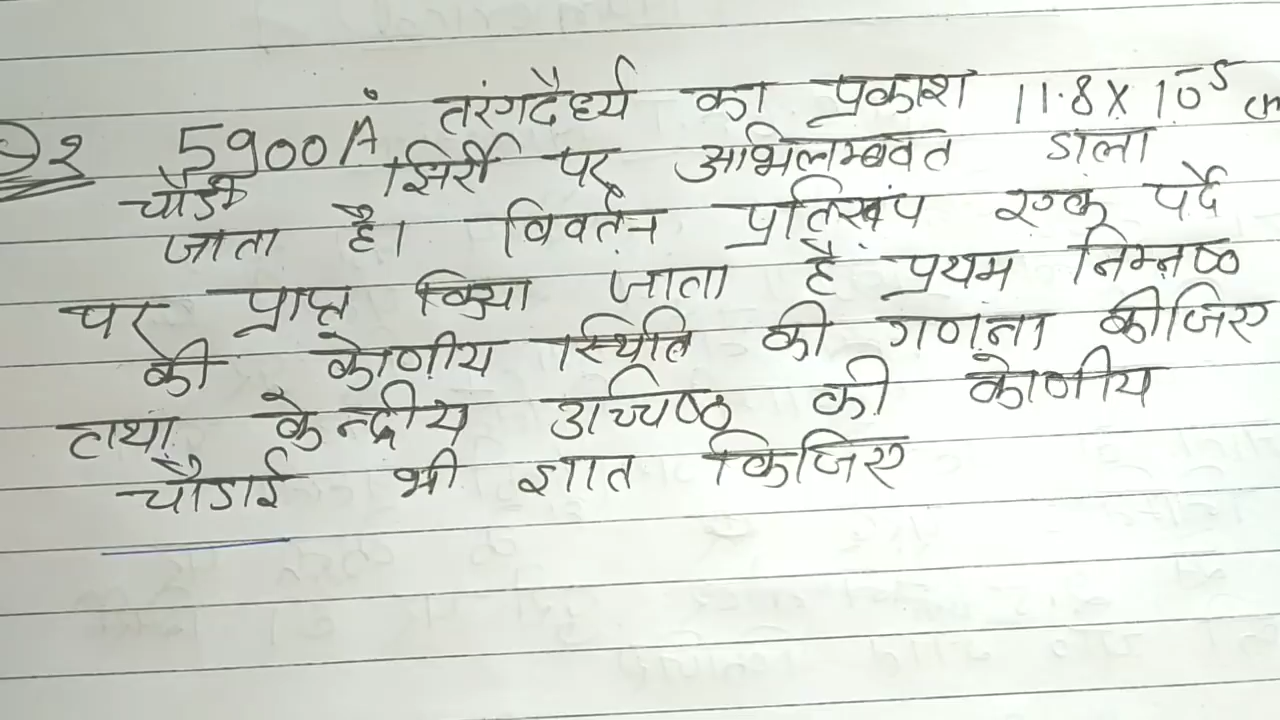 Q2 5900Å तरंगदैर्ध्य का प्रकाश 11.8 X 10⁻⁵ cm
चौड़ी झिर्री पर अभिलम्बवत डाला
जाता है। विवर्तन प्रतिरूप एक पर्दे
पर प्राप्त किया जाता है प्रथम निम्नष्ठ
की कोणीय स्थिति की गणना कीजिए
तथा केन्द्रीय उच्चिष्ठ की कोणीय
चौडाई भी ज्ञात किजिए